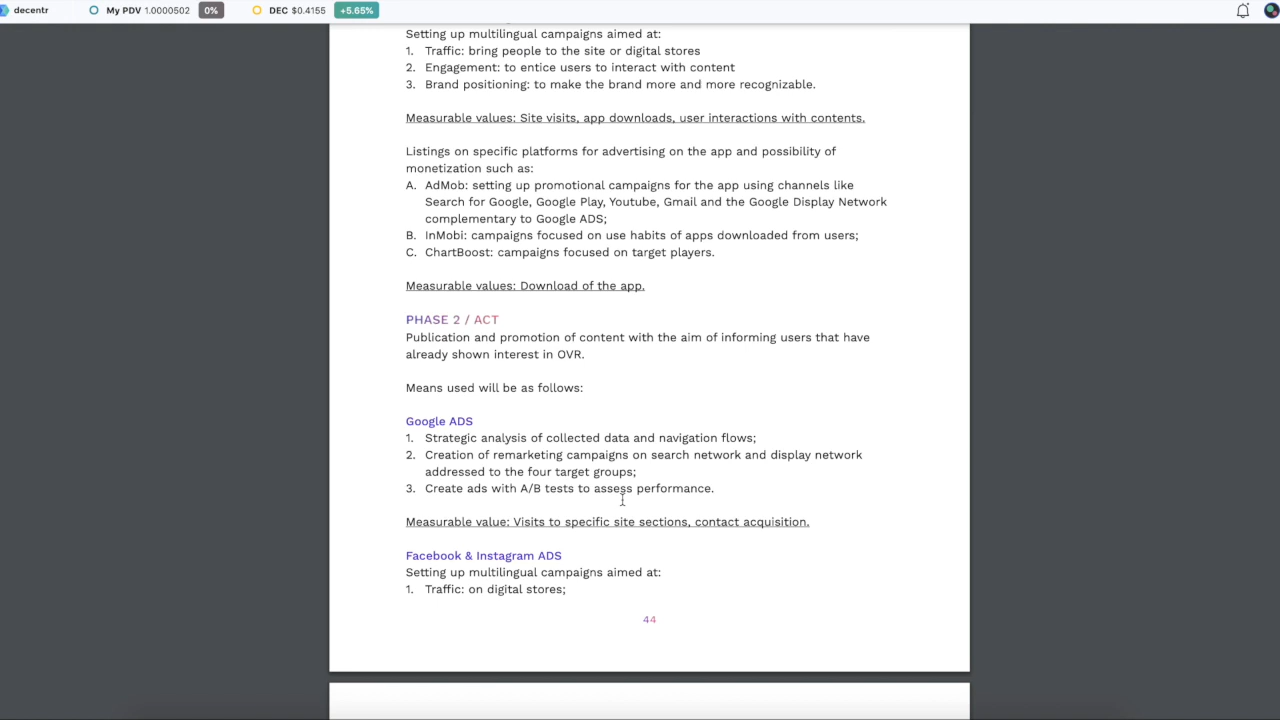 decentr My PDV 1.0000502 0% DEC $0.4155 +5.65%
Setting up multilingual campaigns aimed at:
1. Traffic: bring people to the site or digital stores
2. Engagement: to entice users to interact with content
3. Brand positioning: to make the brand more and more recognizable.
Measurable values: Site visits, app downloads, user interactions with contents.
Listings on specific platforms for advertising on the app and possibility of
monetization such as:
A. AdMob: setting up promotional campaigns for the app using channels like
Search for Google, Google Play, Youtube, Gmail and the Google Display Network
complementary to Google ADS;
B. InMobi: campaigns focused on use habits of apps downloaded from users;
C. ChartBoost: campaigns focused on target players.
Measurable values: Download of the app.
PHASE 2 / ACT
Publication and promotion of content with the aim of informing users that have
already shown interest in OVR.
Means used will be as follows:
Google ADS
1. Strategic analysis of collected data and navigation flows;
2. Creation of remarketing campaigns on search network and display network
addressed to the four target groups;
3. Create ads with A/B tests to assess performance.
Measurable value: Visits to specific site sections, contact acquisition.
Facebook & Instagram ADS
Setting up multilingual campaigns aimed at:
1. Traffic: on digital stores;
44